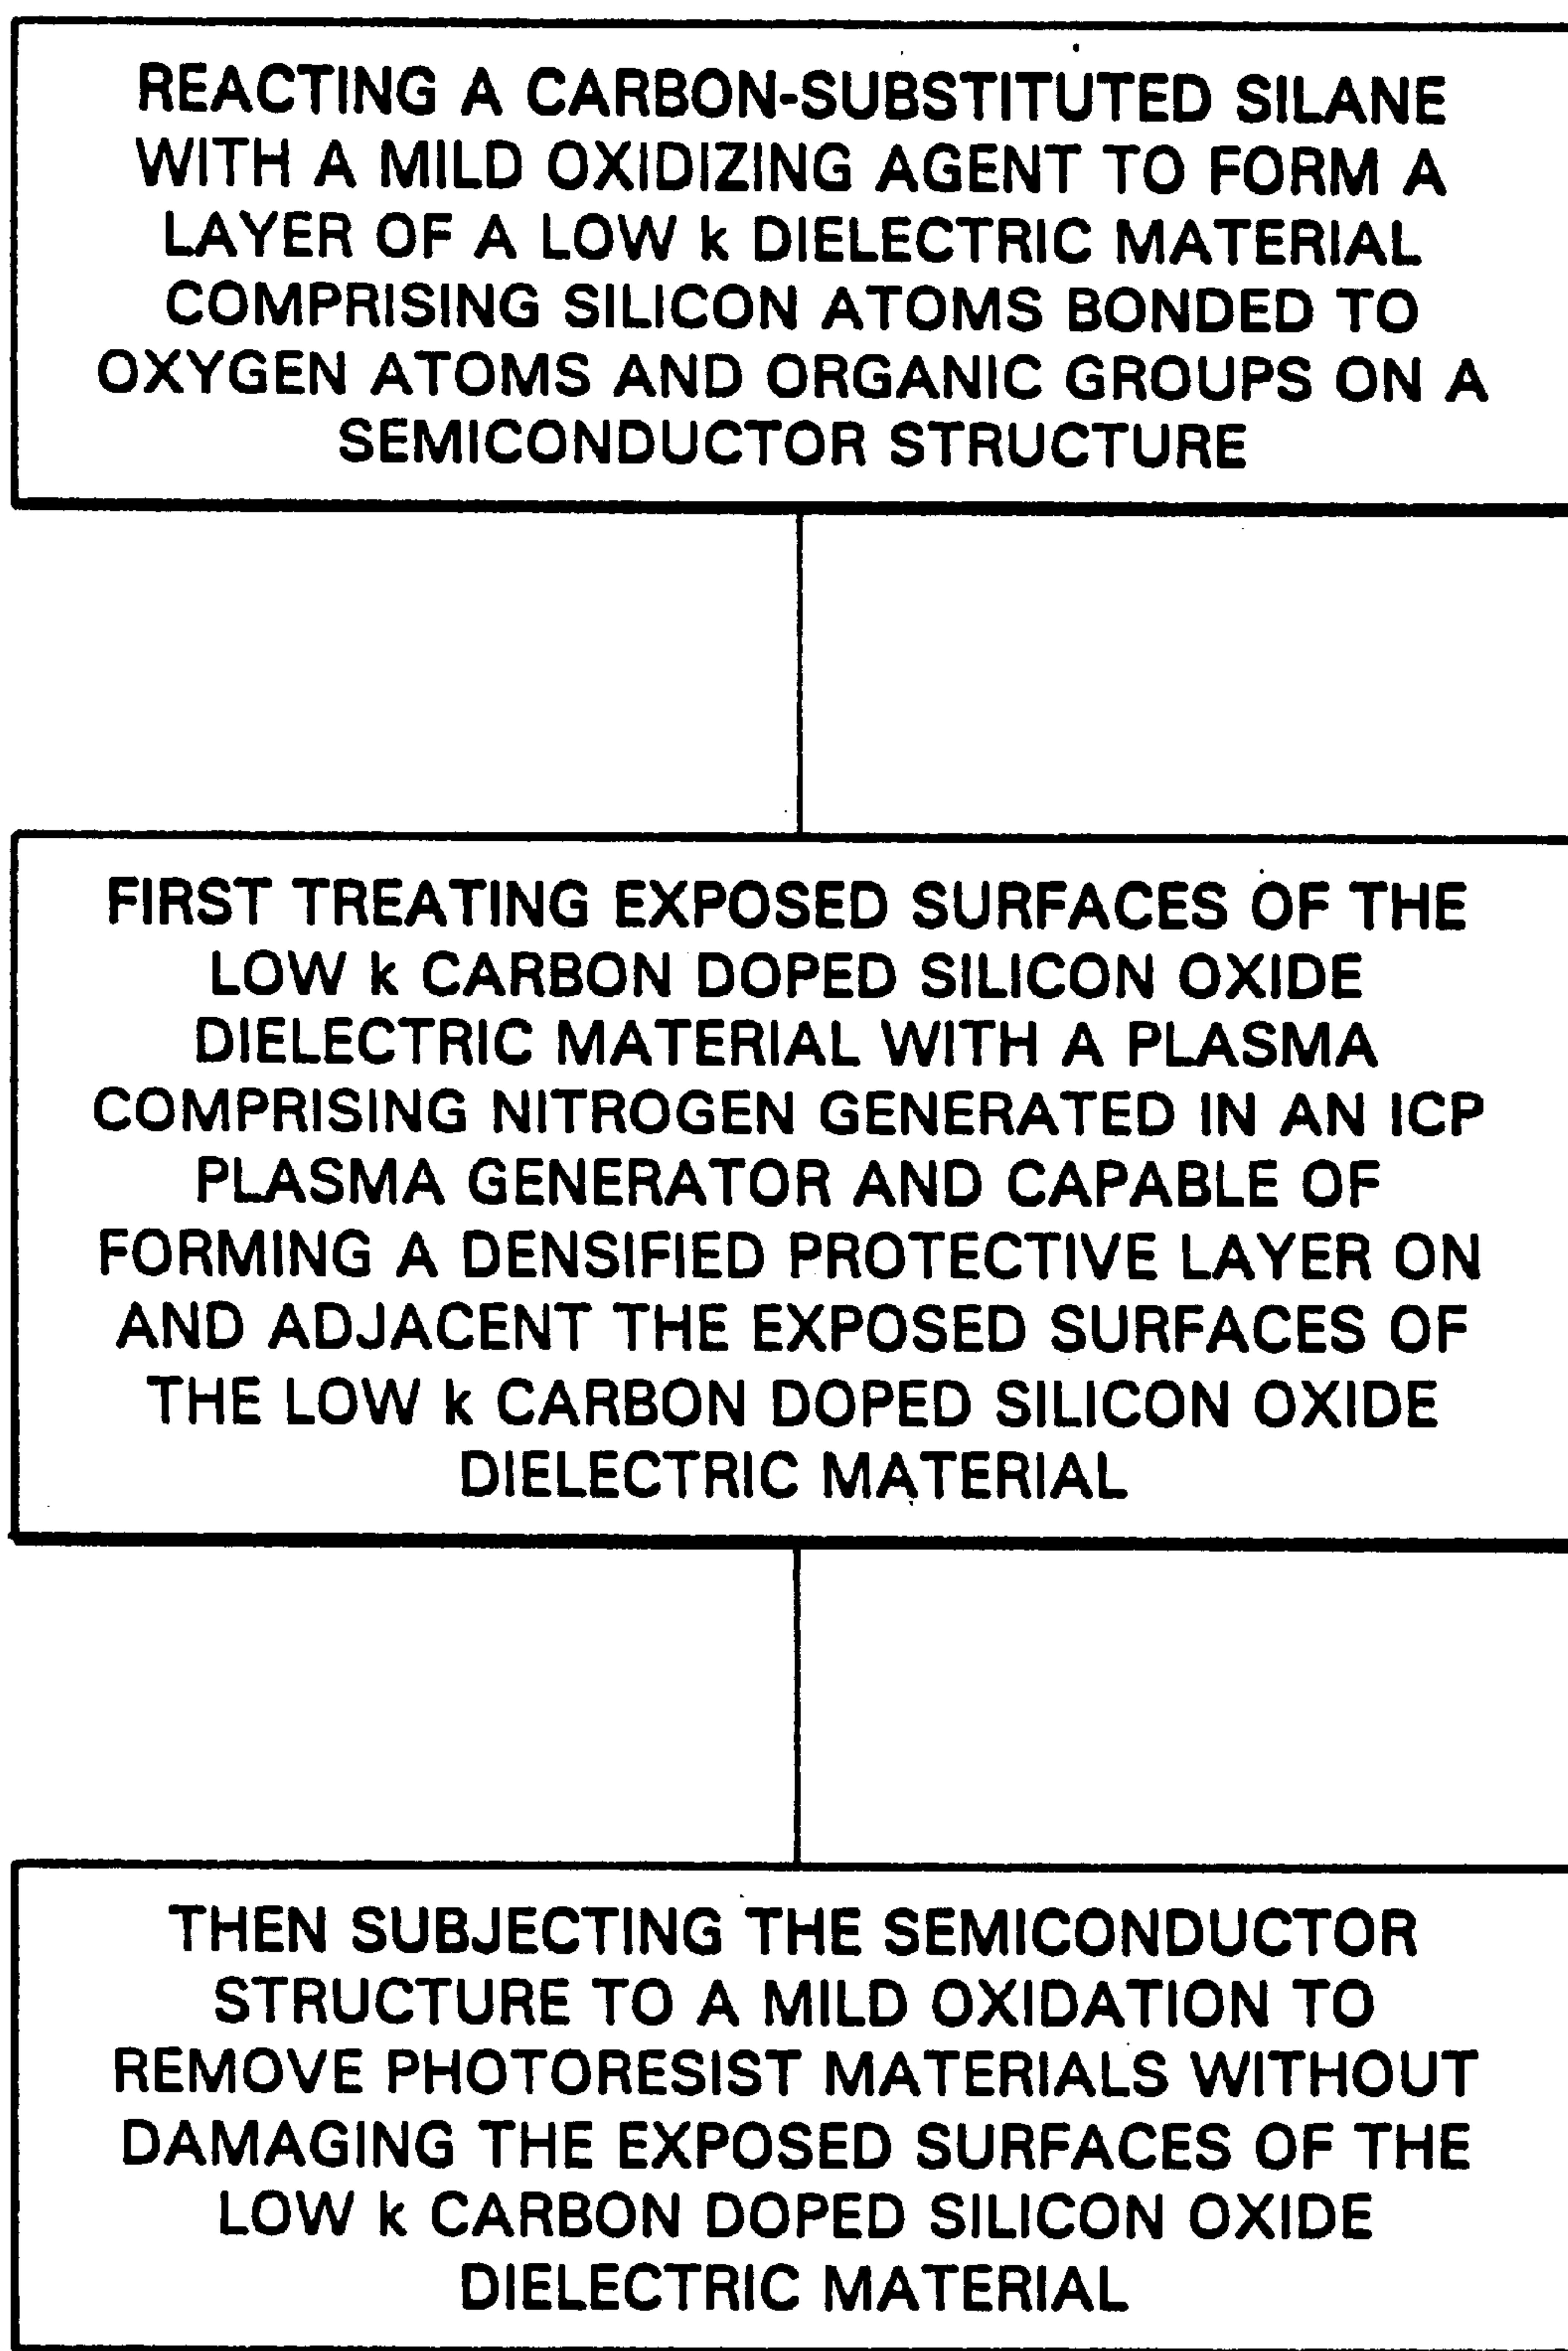 REACTING A CARBON-SUBSTITUTED SILANE
WITH A MILD OXIDIZING AGENT TO FORM A
LAYER OF A LOW k DIELECTRIC MATERIAL
COMPRISING SILICON ATOMS BONDED TO
OXYGEN ATOMS AND ORGANIC GROUPS ON A
SEMICONDUCTOR STRUCTURE
FIRST TREATING EXPOSED SURFACES OF THE
LOW k CARBON DOPED SILICON OXIDE
DIELECTRIC MATERIAL WITH A PLASMA
COMPRISING NITROGEN GENERATED IN AN ICP
PLASMA GENERATOR AND CAPABLE OF
FORMING A DENSIFIED PROTECTIVE LAYER ON
AND ADJACENT THE EXPOSED SURFACES OF
THE LOW k CARBON DOPED SILICON OXIDE
DIELECTRIC MATERIAL
THEN SUBJECTING THE SEMICONDUCTOR
STRUCTURE TO A MILD OXIDATION TO
REMOVE PHOTORESIST MATERIALS WITHOUT
DAMAGING THE EXPOSED SURFACES OF THE
LOW k CARBON DOPED SILICON OXIDE
DIELECTRIC MATERIAL